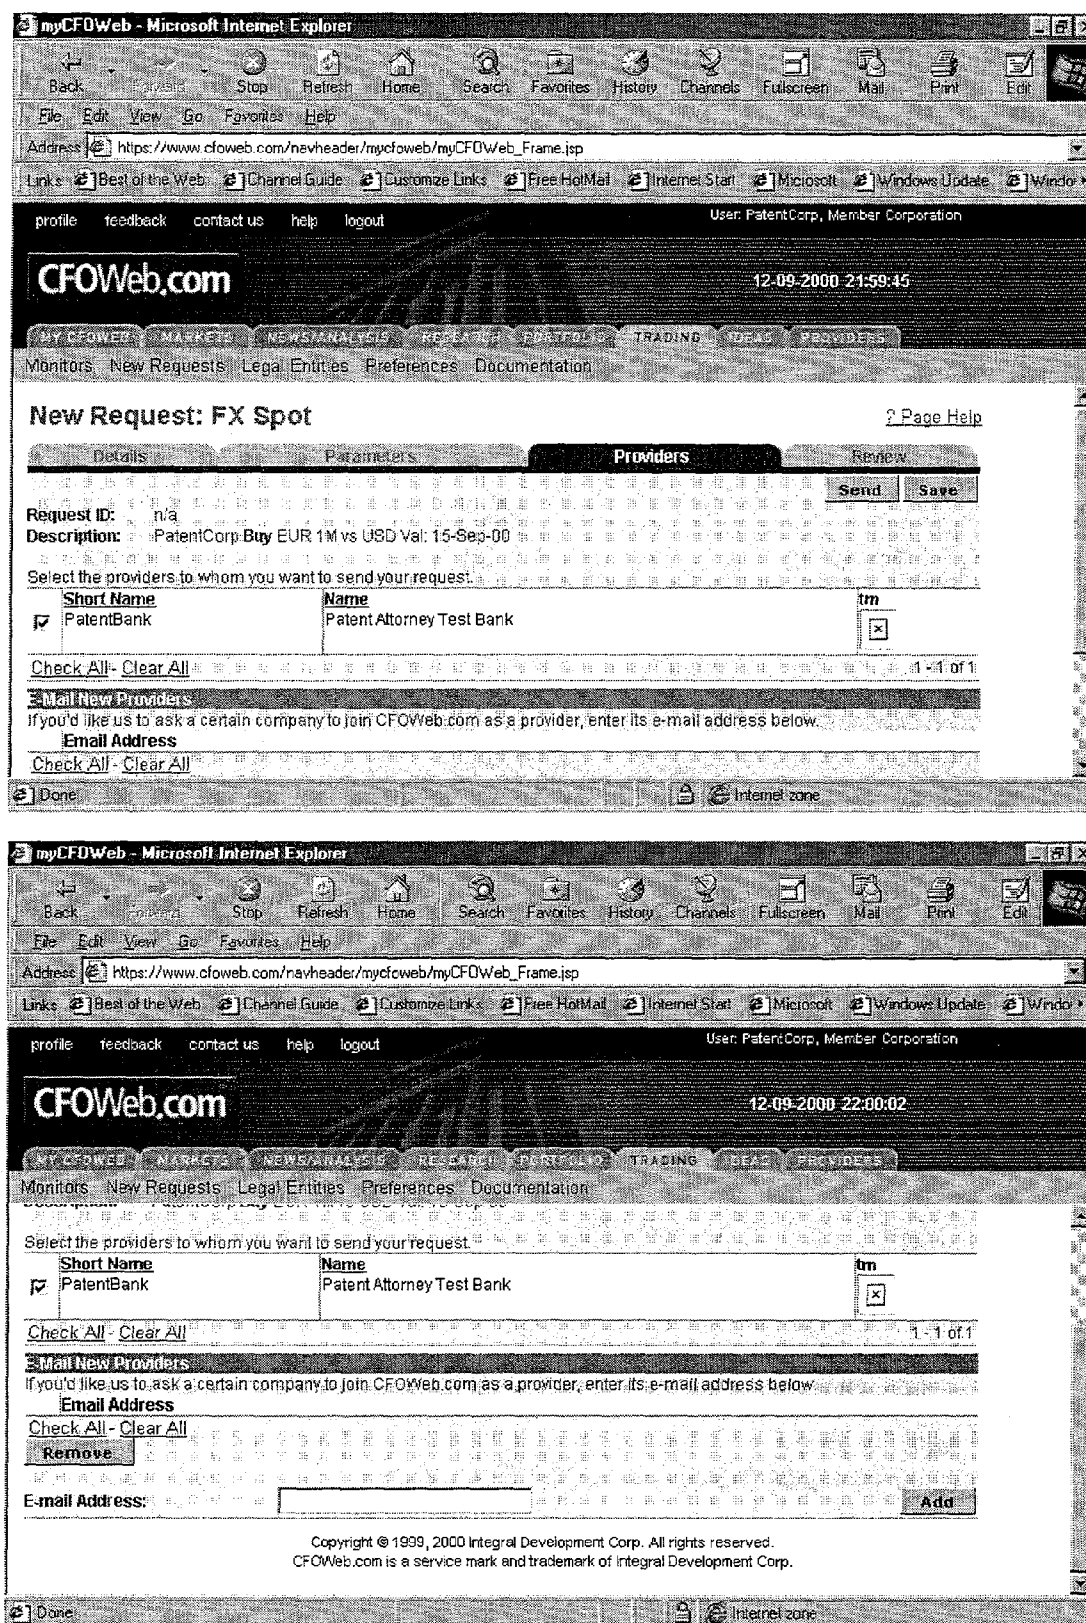 myCFOWeb - Microsoft Internet Explorer
Back Forward Stop Refresh Home Search Favorites History Channels Fullscreen Mail Print Edit
File Edit View Go Favorites Help
Address https://www.cfoweb.com/navheader/mycfoweb/myCFOWeb_Frame.jsp
Links Best of the Web Channel Guide Customize Links Free HotMail Internet Start Microsoft Windows Update Window
profile feedback contact us help logout User: PatentCorp, Member Corporation
CFOWeb.com 12-09-2000 21:59:45
MY CFOWEB MARKETS NEWS/ANALYSIS RESEARCH PORTFOLIO TRADING IDEAS PROVIDERS
Monitors New Requests Legal Entities Preferences Documentation
New Request: FX Spot ? Page Help
Details Parameters Providers Review
Send Save
Request ID: n/a
Description: PatentCorp Buy EUR 1M vs USD Val: 15-Sep-00
Select the providers to whom you want to send your request.
Short Name Name tm
PatentBank Patent Attorney Test Bank
Check All - Clear All 1 - 1 of 1
E-Mail New Providers
If you'd like us to ask a certain company to join CFOWeb.com as a provider, enter its e-mail address below.
Email Address
Check All - Clear All
Done Internet zone
myCFOWeb - Microsoft Internet Explorer
Back Forward Stop Refresh Home Search Favorites History Channels Fullscreen Mail Print Edit
File Edit View Go Favorites Help
Address https://www.cfoweb.com/navheader/mycfoweb/myCFOWeb_Frame.jsp
Links Best of the Web Channel Guide Customize Links Free HotMail Internet Start Microsoft Windows Update Window
profile feedback contact us help logout User: PatentCorp, Member Corporation
CFOWeb.com 12-09-2000 22:00:02
MY CFOWEB MARKETS NEWS/ANALYSIS RESEARCH PORTFOLIO TRADING IDEAS PROVIDERS
Monitors New Requests Legal Entities Preferences Documentation
Select the providers to whom you want to send your request.
Short Name Name tm
PatentBank Patent Attorney Test Bank
Check All - Clear All 1 - 1 of 1
E-Mail New Providers
If you'd like us to ask a certain company to join CFOWeb.com as a provider, enter its e-mail address below.
Email Address
Check All - Clear All
Remove
E-mail Address: Add
Copyright © 1999, 2000 Integral Development Corp. All rights reserved.
CFOWeb.com is a service mark and trademark of Integral Development Corp.
Done Internet zone